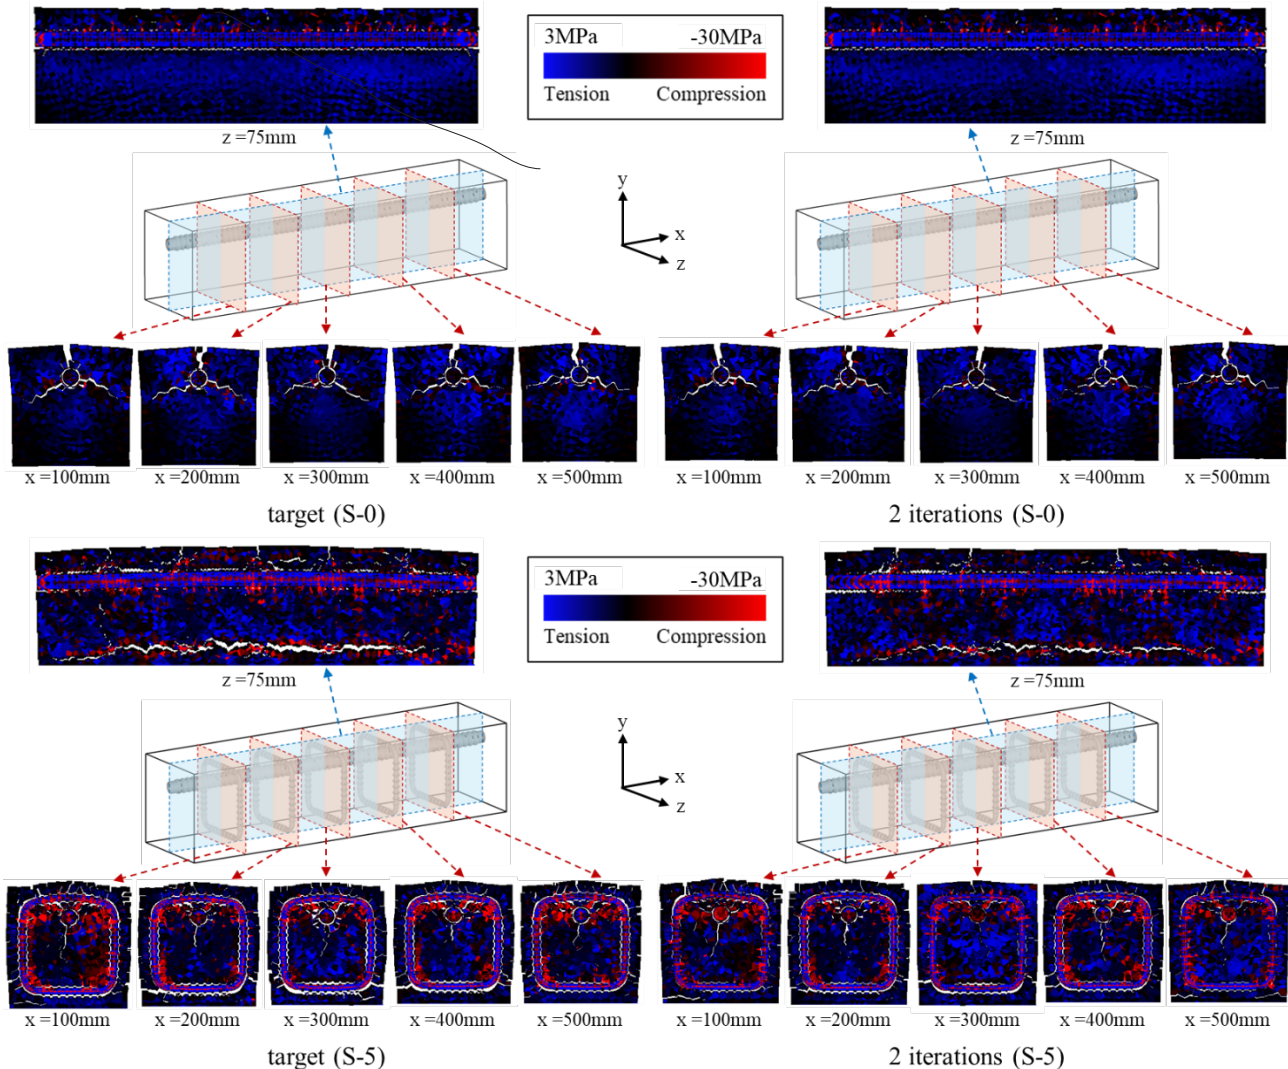 3MPa -30MPa
Tension Compression
z =75mm z =75mm
y
x
z
x =100mm x =200mm x =300mm x =400mm x =500mm x =100mm x =200mm x =300mm x =400mm x =500mm
target (S-0) 2 iterations (S-0)
3MPa -30MPa
Tension Compression
z =75mm z =75mm
y
x
z
x =100mm x =200mm x =300mm x =400mm x =500mm x =100mm x =200mm x =300mm x =400mm x =500mm
target (S-5) 2 iterations (S-5)